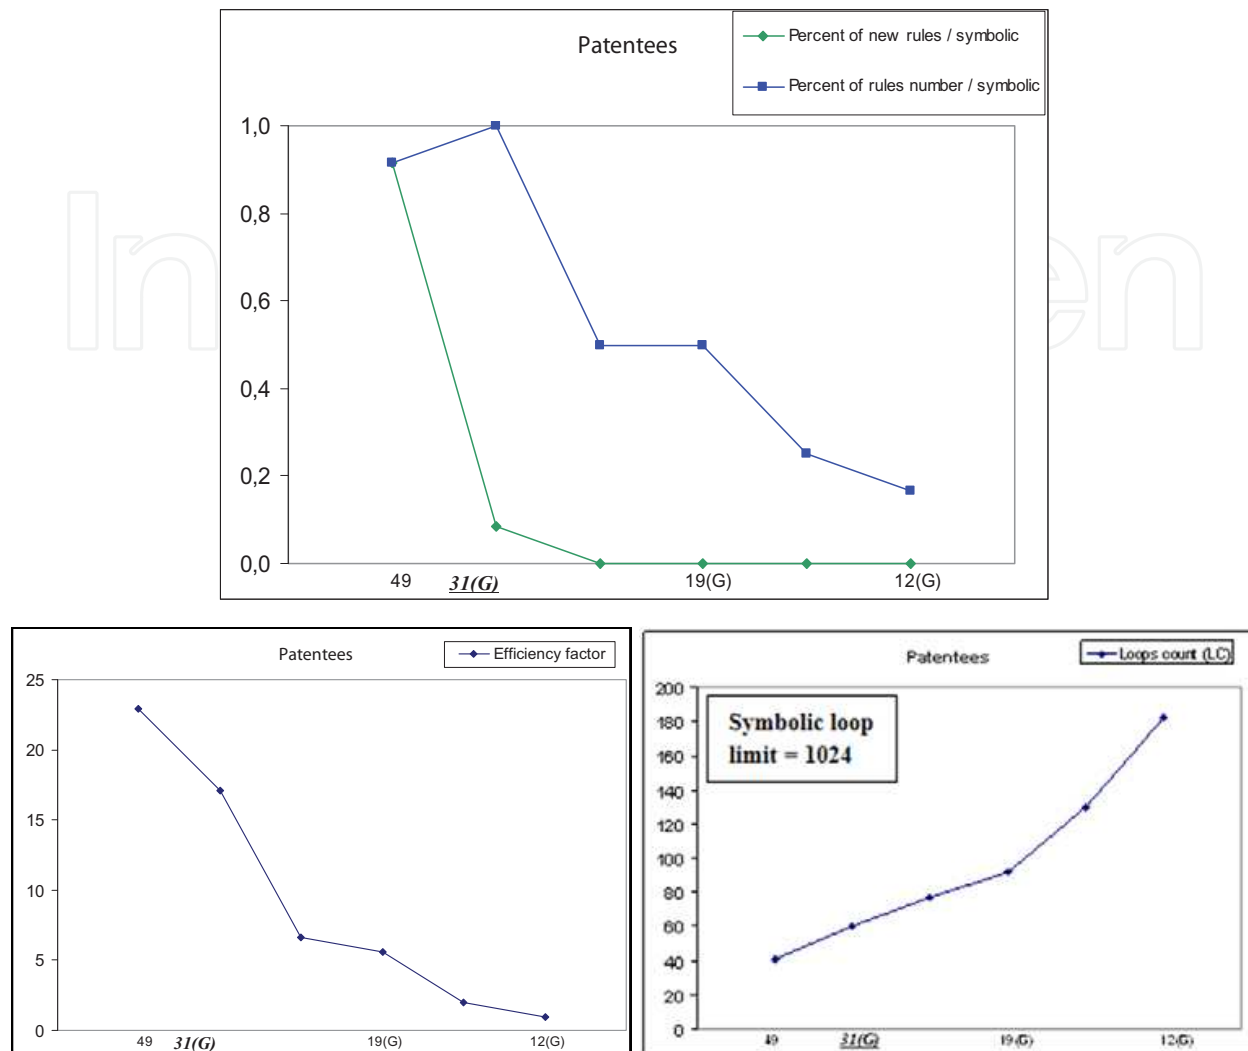 Patentees
Percent of new rules / symbolic
Percent of rules number / symbolic
1,0
0,8
0,6
0,4
0,2
0,0
49 31(G) 19(G) 12(G)
Patentees
Efficiency factor
25
20
15
10
5
0
49 31(G) 19(G) 12(G)
Patentees
Loops count (LC)
Symbolic loop
limit = 1024
200
180
160
140
120
100
80
60
40
20
0
49 31(G) 19(G) 12(G)